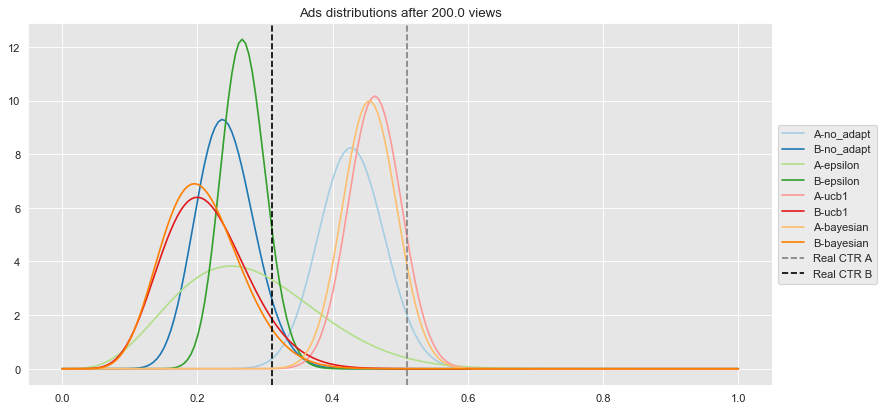 Ads distributions after 200.0 views
12
10
8
6
4
2
0
0.0
0.2
0.4
0.6
0.8
1.0
A-no_adapt
B-no_adapt
A-epsilon
B-epsilon
A-ucb1
B-ucb1
A-bayesian
B-bayesian
Real CTR A
Real CTR B